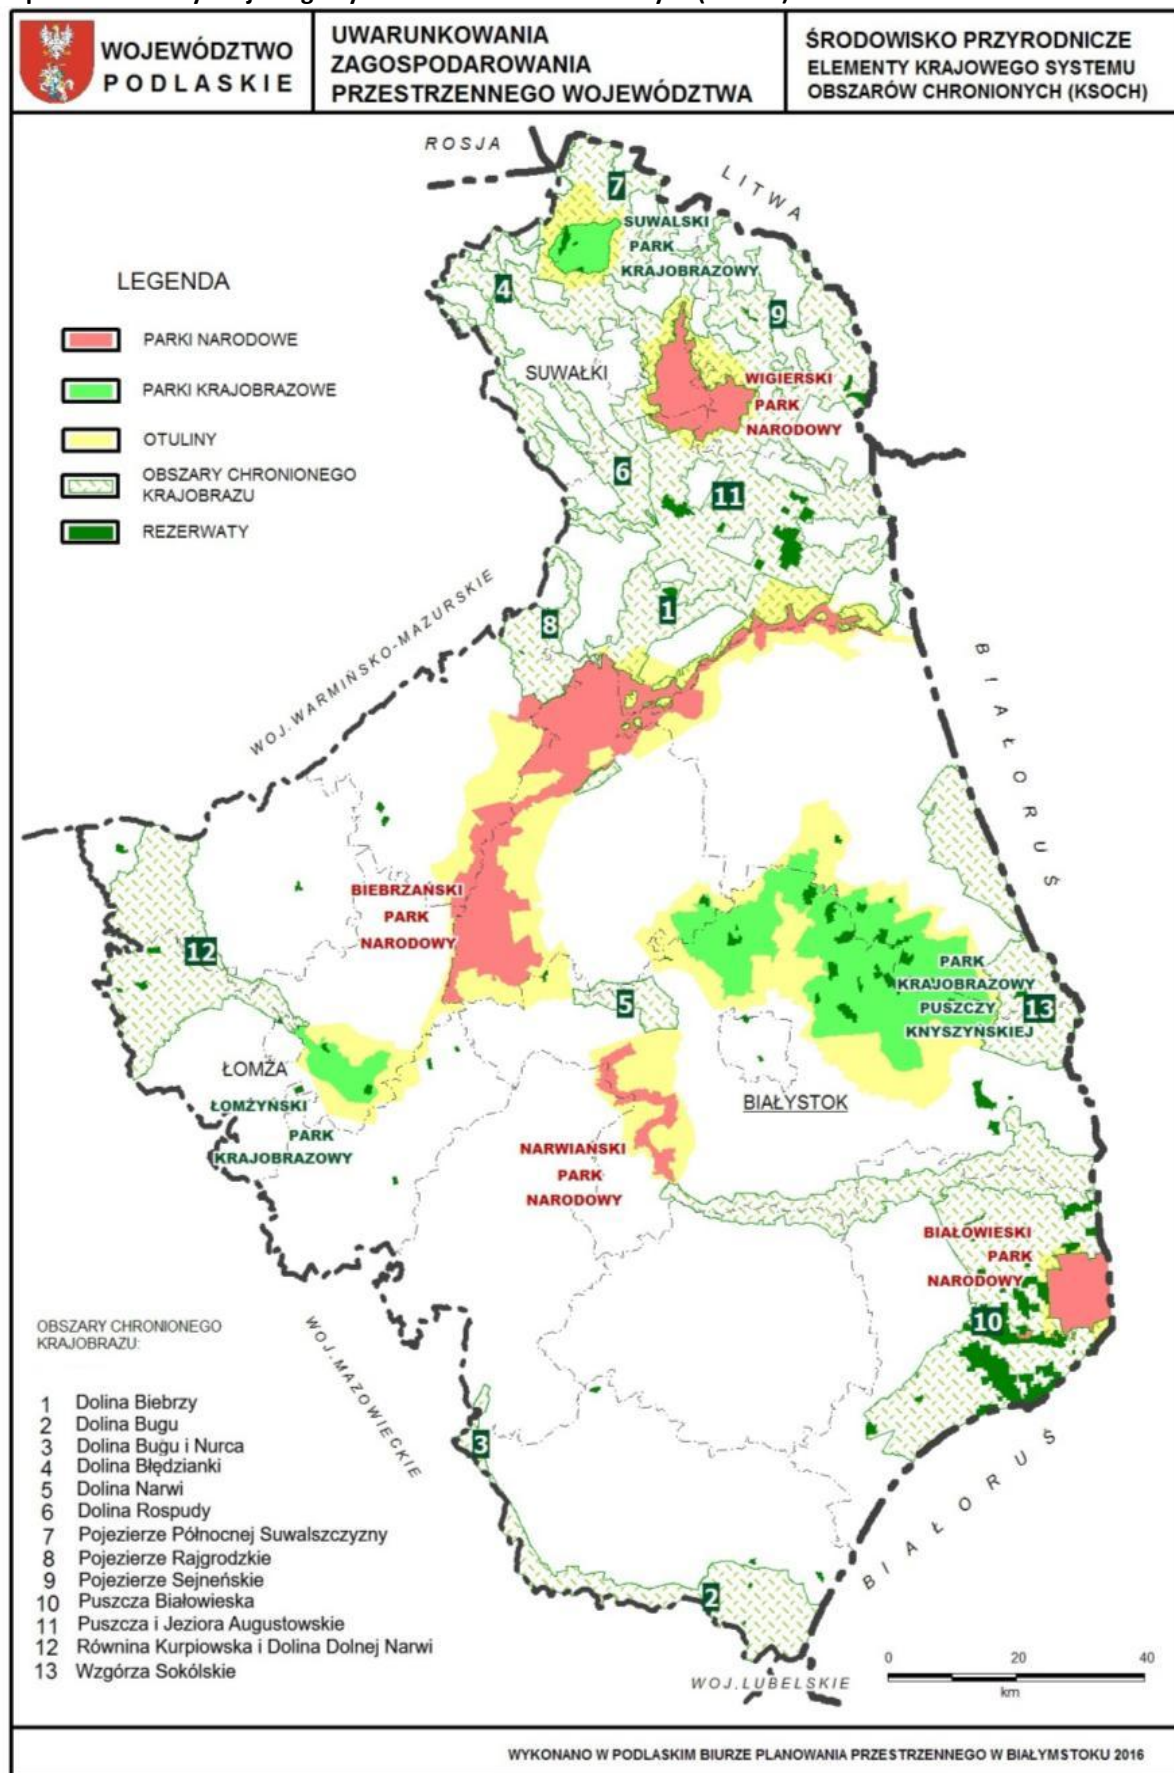 WOJEWÓDZTWO
PODLASKIE
UWARUNKOWANIA
ZAGOSPODAROWANIA
PRZESTRZENNEGO WOJEWÓDZTWA
ŚRODOWISKO PRZYRODNICZE
ELEMENTY KRAJOWEGO SYSTEMU
OBSZARÓW CHRONIONYCH (KSOCH)
ROSJA
LITWA
7
SUWALSKI
PARK
KRAJOBRAZOWY
4
9
LEGENDA
PARKI NARODOWE
PARKI KRAJOBRAZOWE
OTULINY
OBSZARY CHRONIONEGO
KRAJOBRAZU
REZERWATY
SUWAŁKI
WIGIERSKI
PARK
NARODOWY
6
11
1
8
WOJ.WARMIŃSKO-MAZURSKIE
BIAŁORUŚ
BIEBRZAŃSKI
PARK
NARODOWY
12
PARK
KRAJOBRAZOWY
PUSZCZY
KNYSZYŃSKIEJ
5
13
ŁOMŻA
ŁOMŻYŃSKI
PARK
KRAJOBRAZOWY
BIAŁYSTOK
NARWIAŃSKI
PARK
NARODOWY
BIAŁOWIESKI
PARK
NARODOWY
10
WOJ.MAZOWIECKIE
3
BIAŁORUŚ
2
WOJ.LUBELSKIE
OBSZARY CHRONIONEGO
KRAJOBRAZU:
1 Dolina Biebrzy
2 Dolina Bugu
3 Dolina Bugu i Nurca
4 Dolina Błędzianki
5 Dolina Narwi
6 Dolina Rospudy
7 Pojezierze Północnej Suwalszczyzny
8 Pojezierze Rajgrodzkie
9 Pojezierze Sejneńskie
10 Puszcza Białowieska
11 Puszcza i Jeziora Augustowskie
12 Równina Kurpiowska i Dolina Dolnej Narwi
13 Wzgórza Sokólskie
0 20 40
km
WYKONANO W PODLASKIM BIURZE PLANOWANIA PRZESTRZENNEGO W BIAŁYMSTOKU 2016